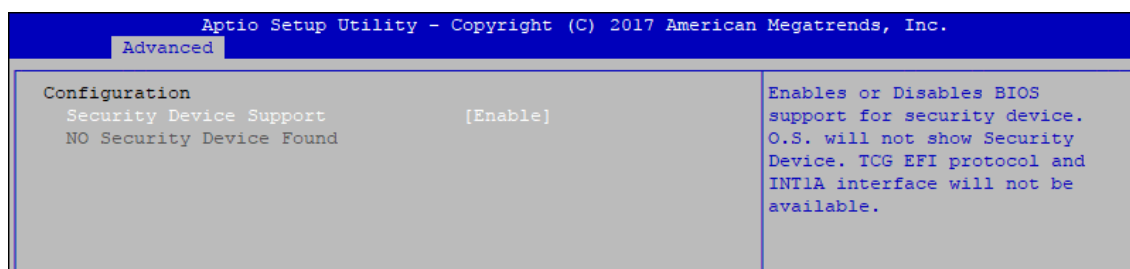 Aptio Setup Utility – Copyright (C) 2017 American Megatrends, Inc.
Advanced
Configuration
Security Device Support [Enable]
NO Security Device Found
Enables or Disables BIOS
support for security device.
O.S. will not show Security
Device. TCG EFI protocol and
INT1A interface will not be
available.